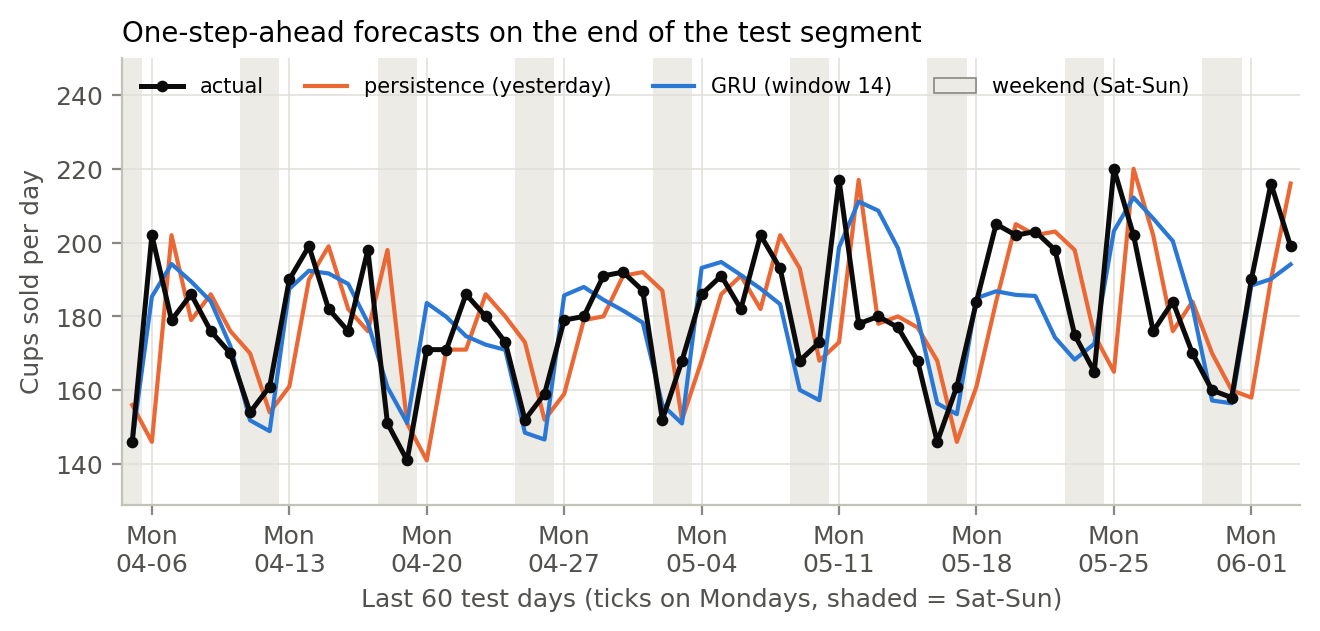 One-step-ahead forecasts on the end of the test segment
actual
persistence (yesterday)
GRU (window 14)
weekend (Sat-Sun)
Cups sold per day
240
220
200
180
160
140
Mon
04-06
Mon
04-13
Mon
04-20
Mon
04-27
Mon
05-04
Mon
05-11
Mon
05-18
Mon
05-25
Mon
06-01
Last 60 test days (ticks on Mondays, shaded = Sat-Sun)